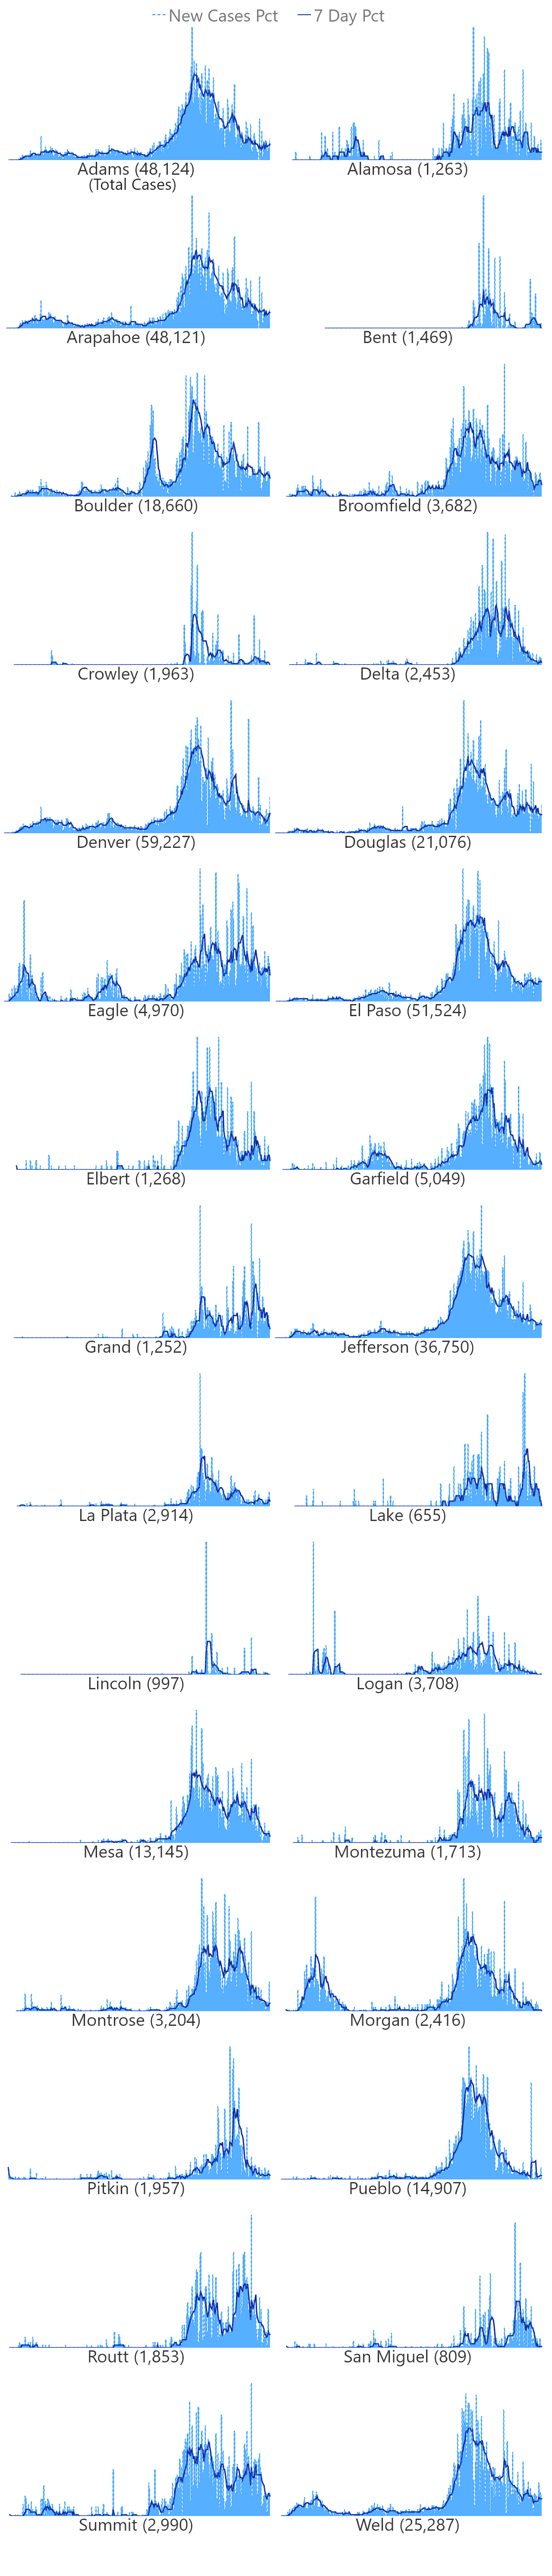 New Cases Pct 7 Day Pct
Adams (48,124)
(Total Cases)
Alamosa (1,263)
Arapahoe (48,121)
Bent (1,469)
Boulder (18,660)
Broomfield (3,682)
Crowley (1,963)
Delta (2,453)
Denver (59,227)
Douglas (21,076)
Eagle (4,970)
El Paso (51,524)
Elbert (1,268)
Garfield (5,049)
Grand (1,252)
Jefferson (36,750)
La Plata (2,914)
Lake (655)
Lincoln (997)
Logan (3,708)
Mesa (13,145)
Montezuma (1,713)
Montrose (3,204)
Morgan (2,416)
Pitkin (1,957)
Pueblo (14,907)
Routt (1,853)
San Miguel (809)
Summit (2,990)
Weld (25,287)